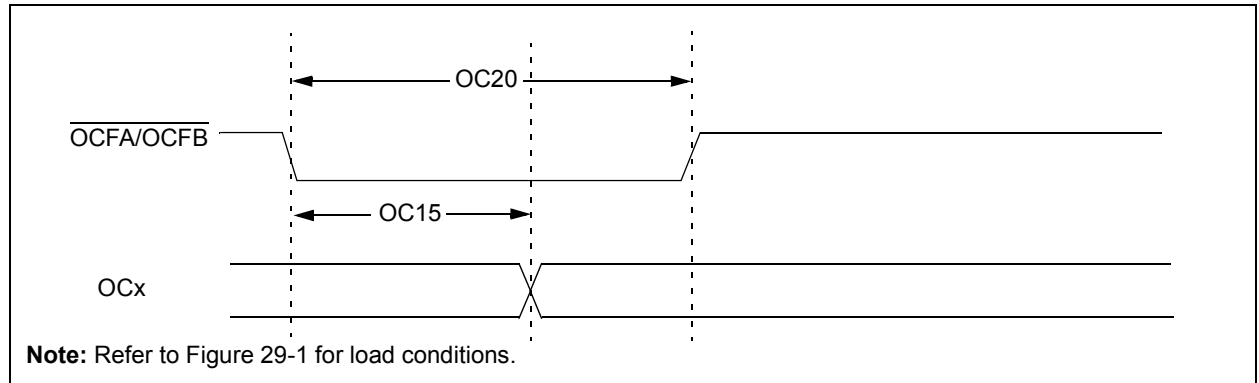 OC20
OCFA/OCFB
OC15
OCx
Note: Refer to Figure 29-1 for load conditions.